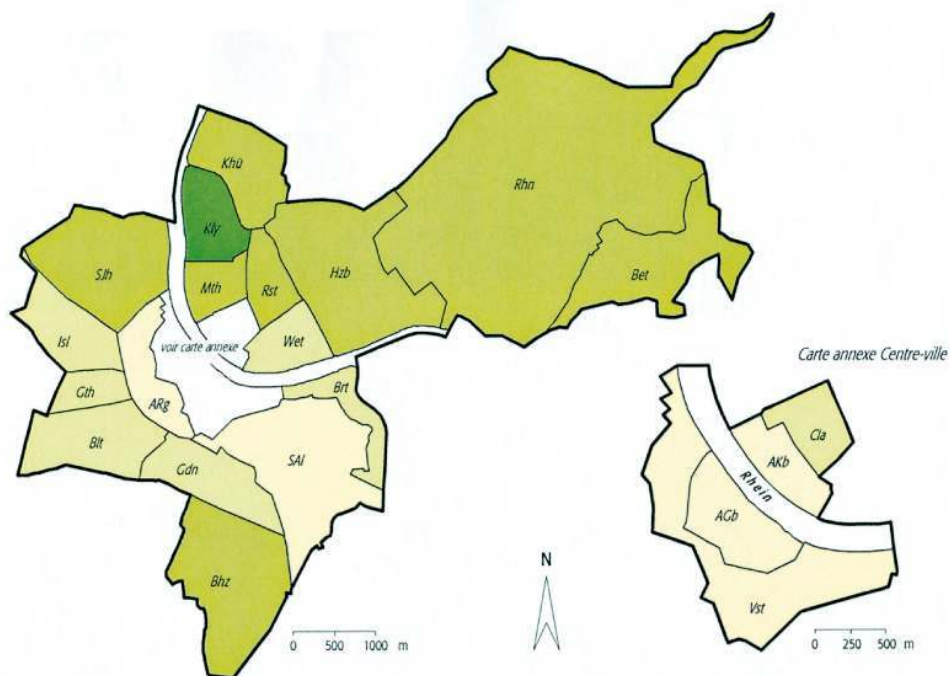 Khü
Kly
Rhn
SJh
Mth
Rst
Hzb
Bet
Isl
voir carte annexe
Wet
Carte annexe Centre-ville
Gth
ARg
Brt
Blt
Gdn
SAl
Cla
AKb
Rhein
AGb
Bhz
N
Vst
0 500 1000 m
0 250 500 m